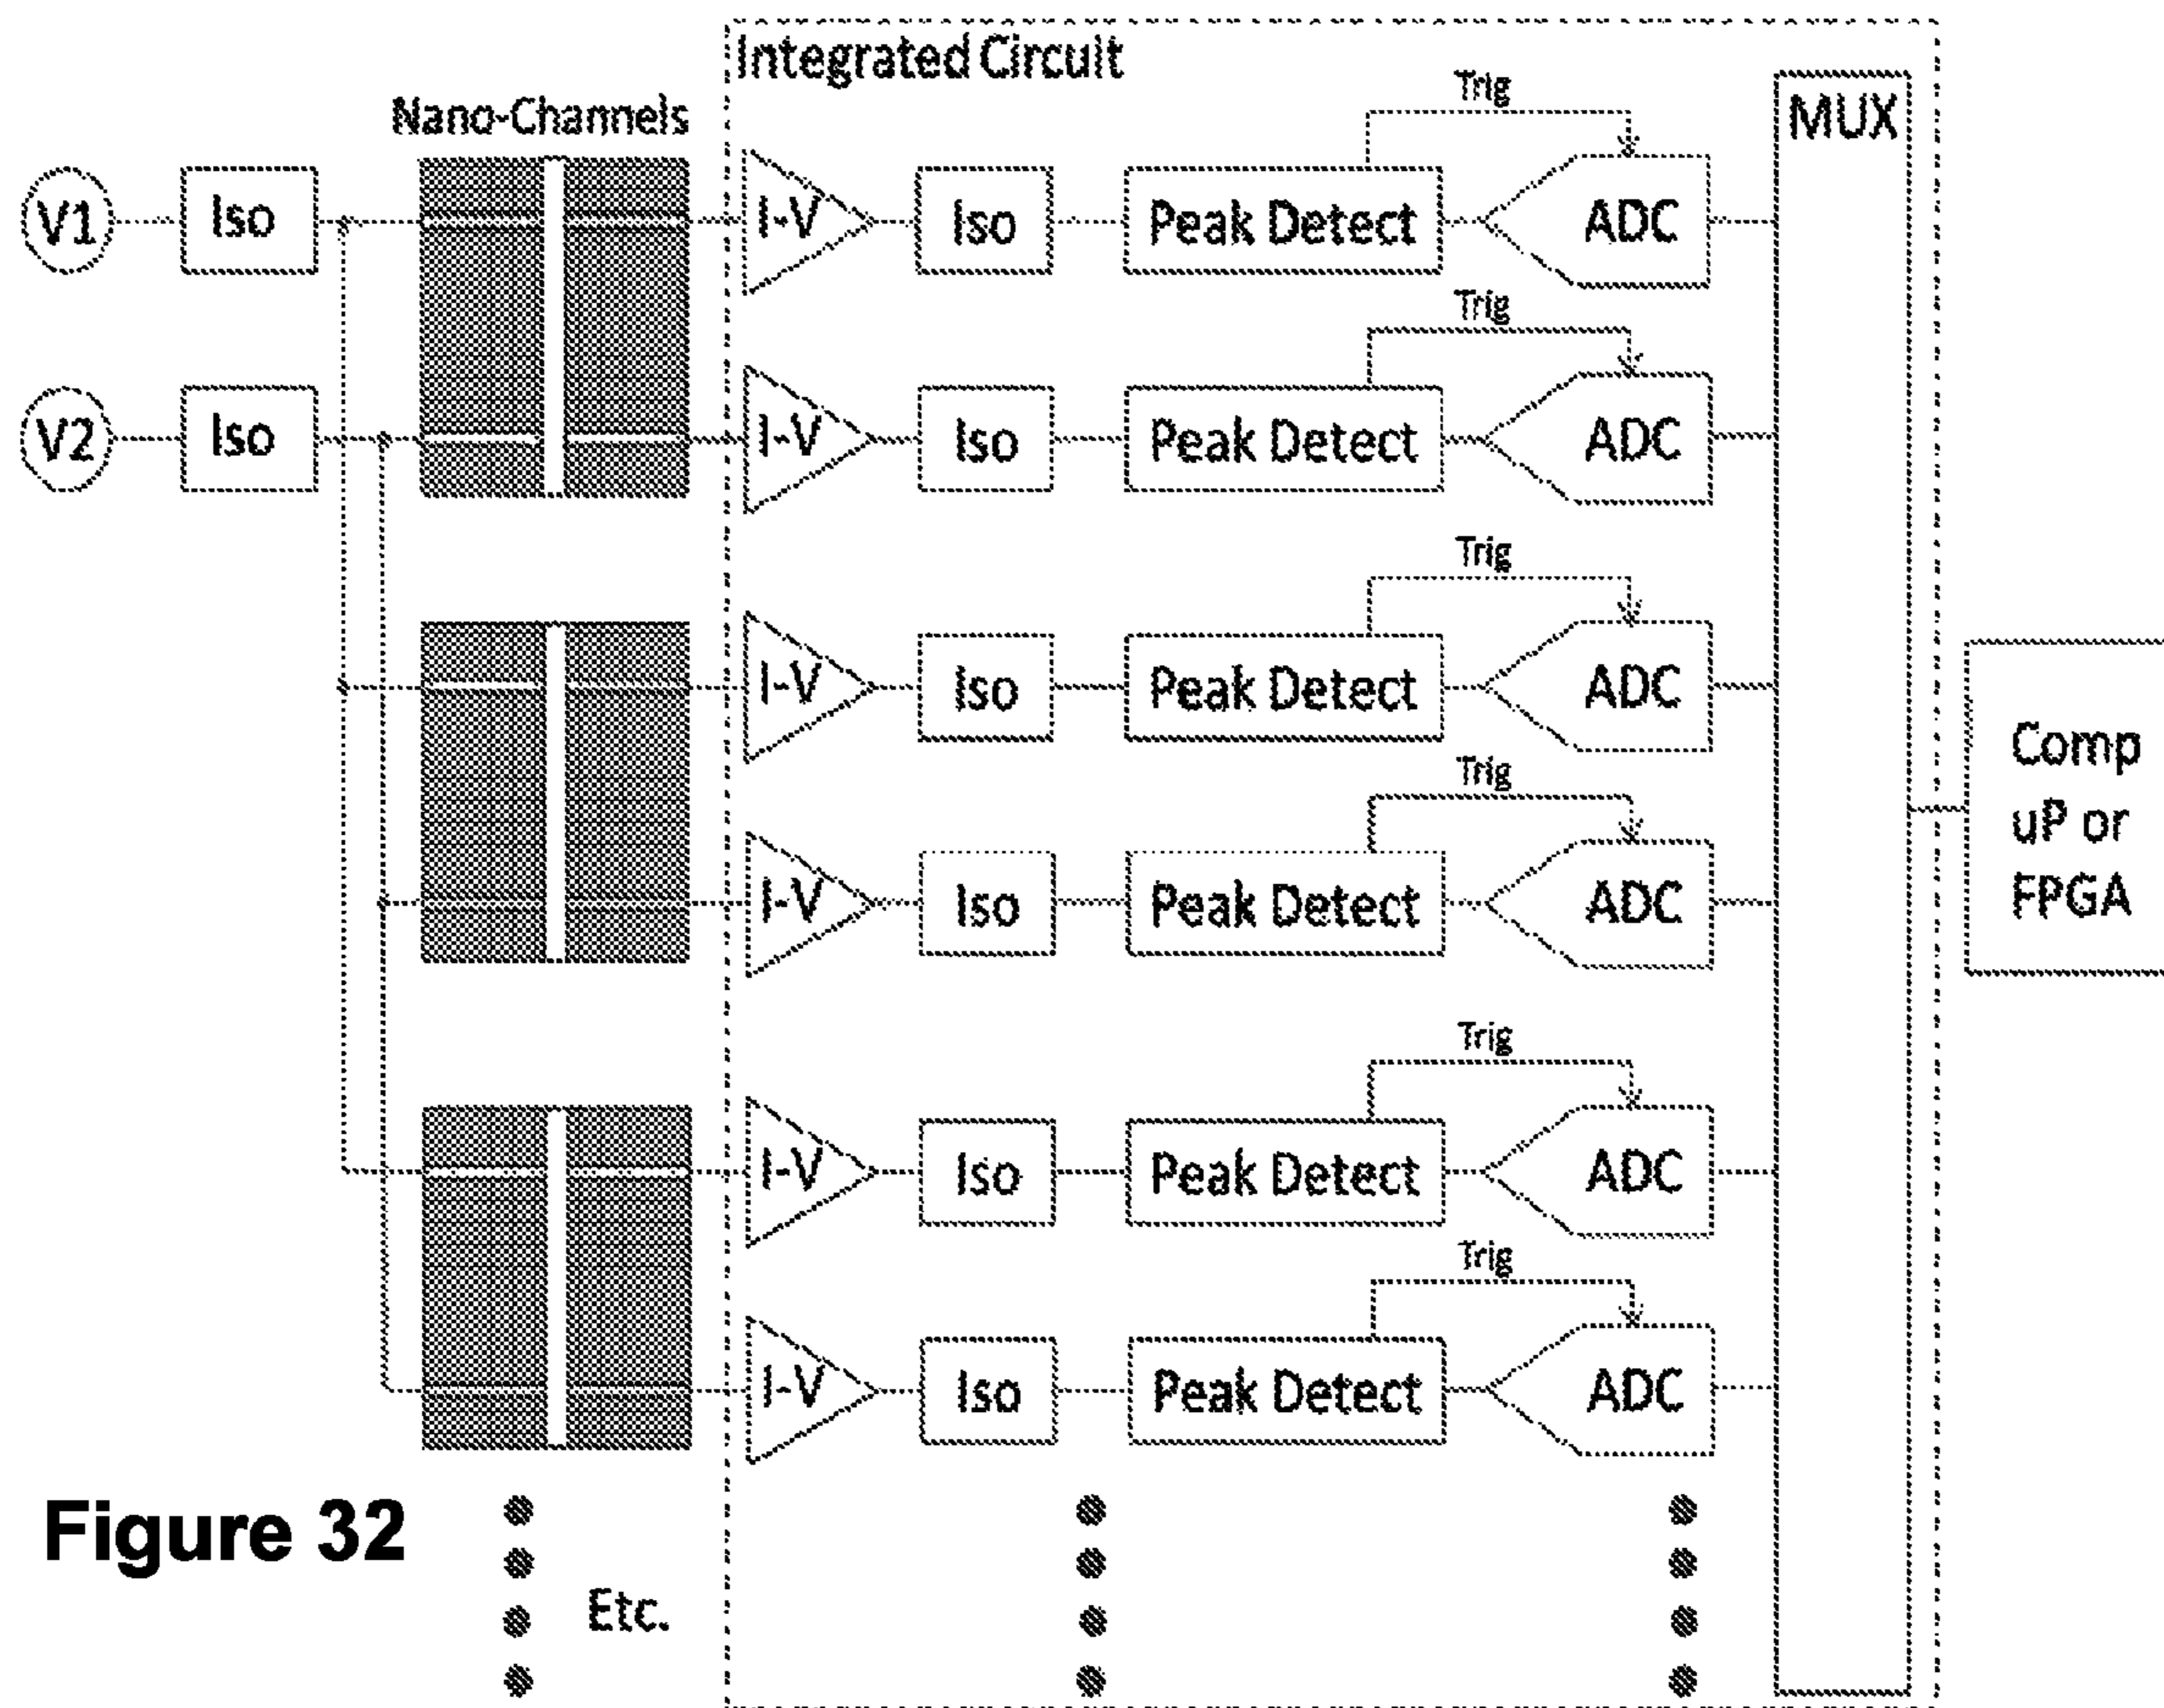 Integrated Circuit
Nano-Channels
Trig
MUX
V1 Iso I-V Iso Peak Detect ADC
Trig
V2 Iso I-V Iso Peak Detect ADC
Trig
I-V Iso Peak Detect ADC
Comp
uP or
FPGA
Trig
I-V Iso Peak Detect ADC
Trig
I-V Iso Peak Detect ADC
Trig
I-V Iso Peak Detect ADC
Figure 32
Etc.